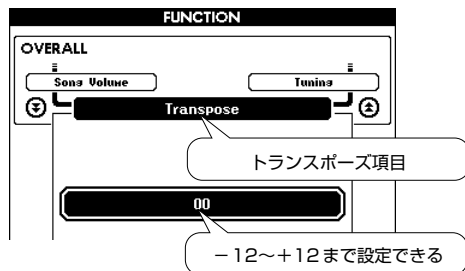 FUNCTION
OVERALL
Song Volume
Tuning
Transpose
トランスポーズ項目
00
－12～＋12まで設定できる